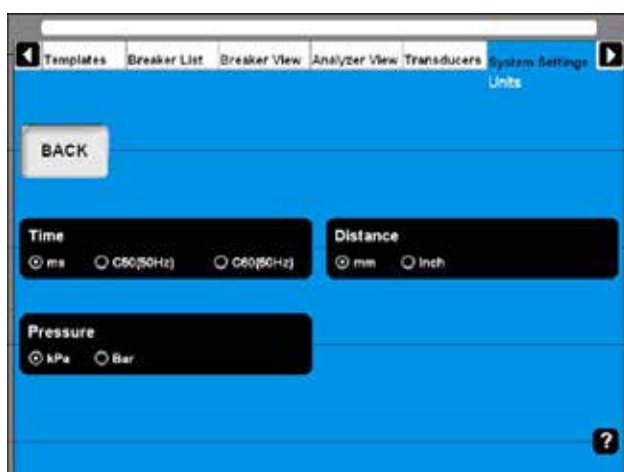 Templates Breaker List Breaker View Analyzer View Transducers System Settings
Units
BACK
Time
ms C50(50Hz) C60(60Hz)
Distance
mm Inch
Pressure
kPa Bar
?